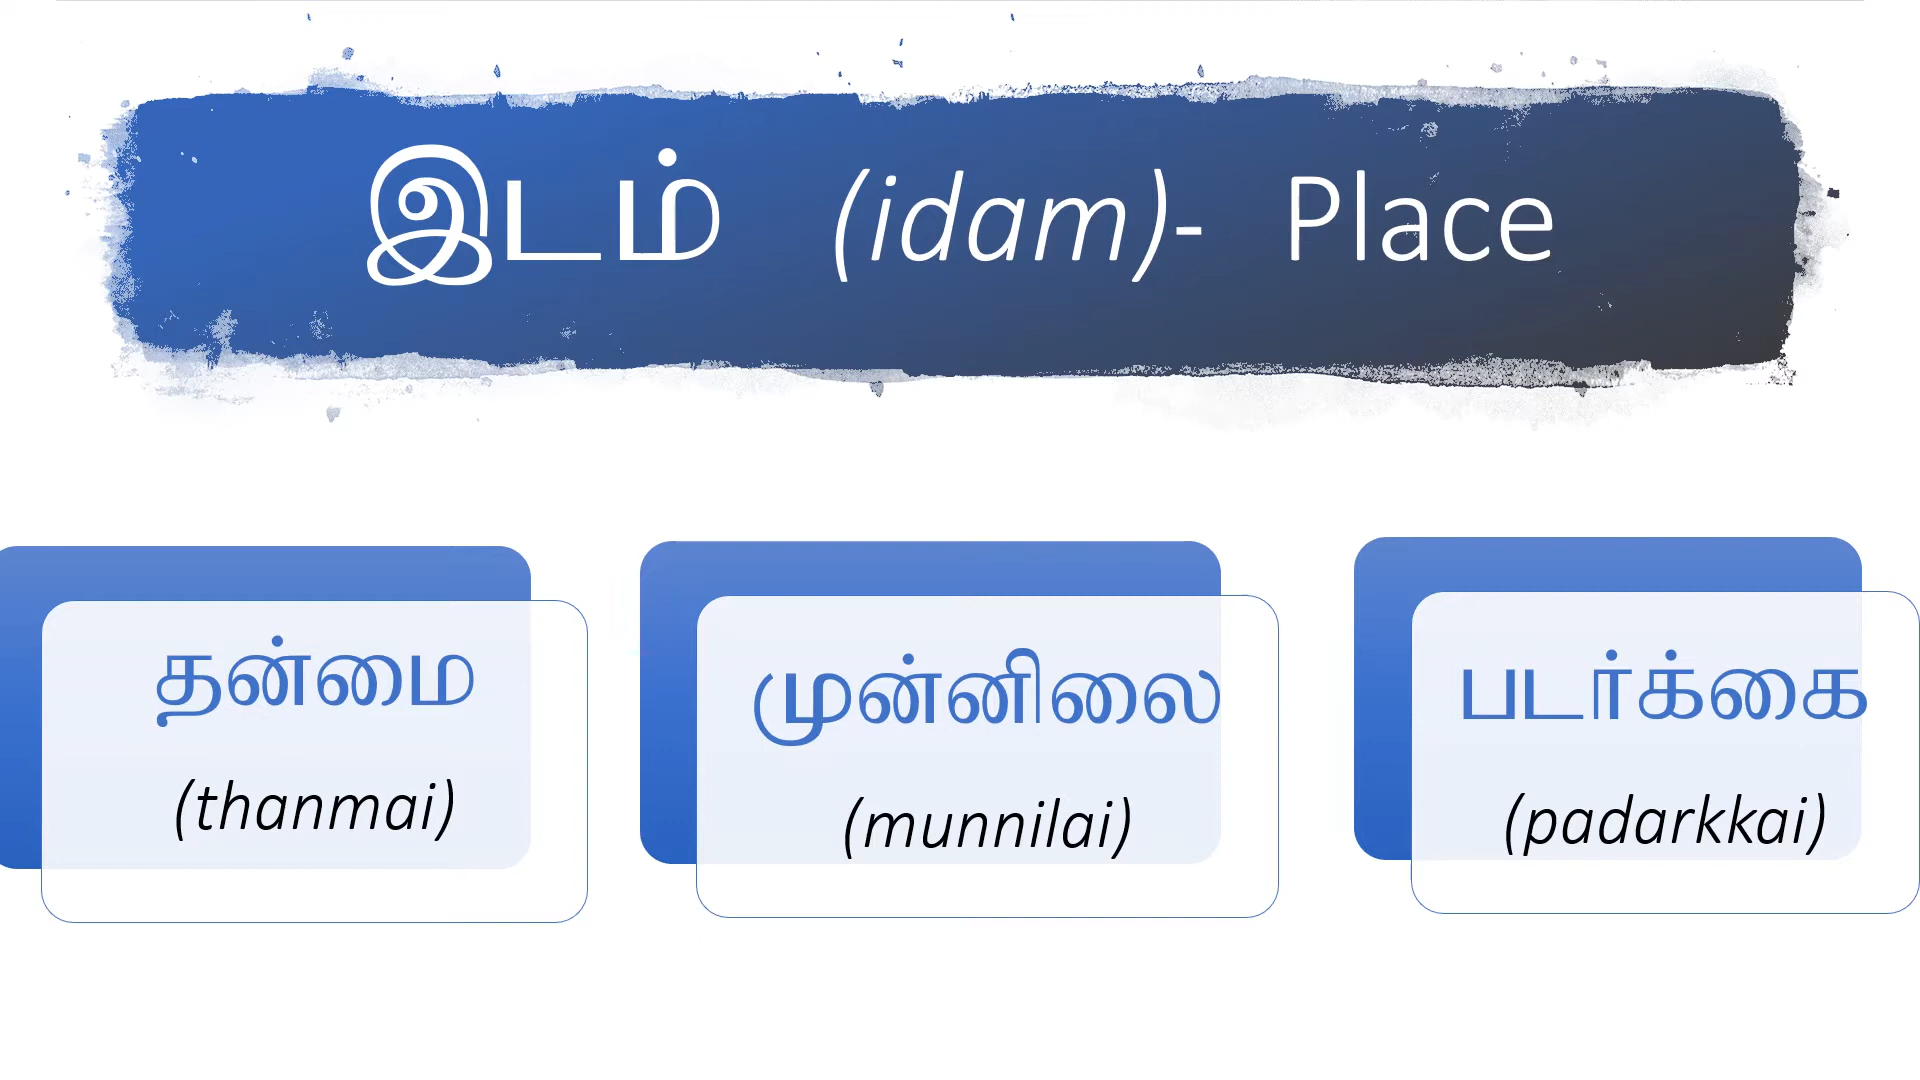 இடம் (idam)- Place
தன்மை
(thanmai)
முன்னிலை
(munnilai)
படர்க்கை
(padarkkai)